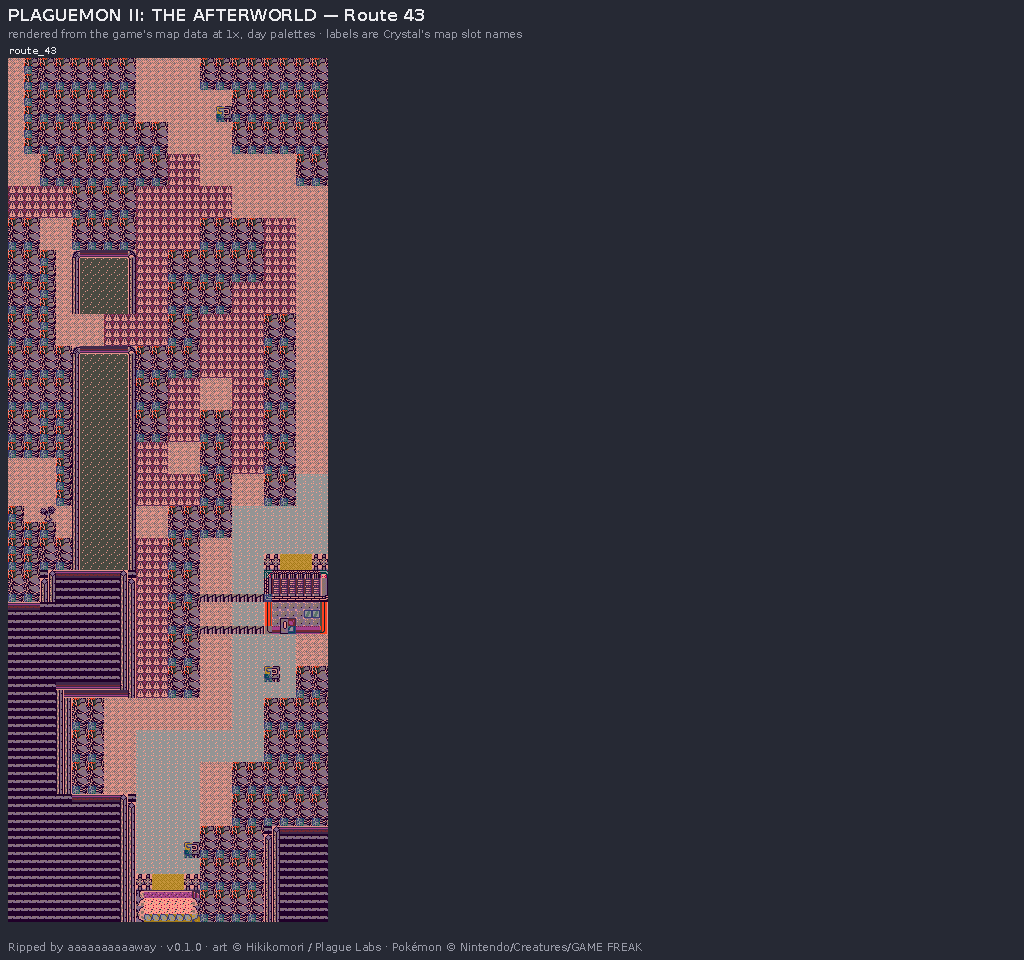 PLAGUEMON II: THE AFTERWORLD — Route 43
rendered from the game's map data at 1x, day palettes · labels are Crystal's map slot names
route_43
Ripped by aaaaaaaaaaway · v0.1.0 · art © Hikikomori / Plague Labs · Pokémon © Nintendo/Creatures/GAME FREAK